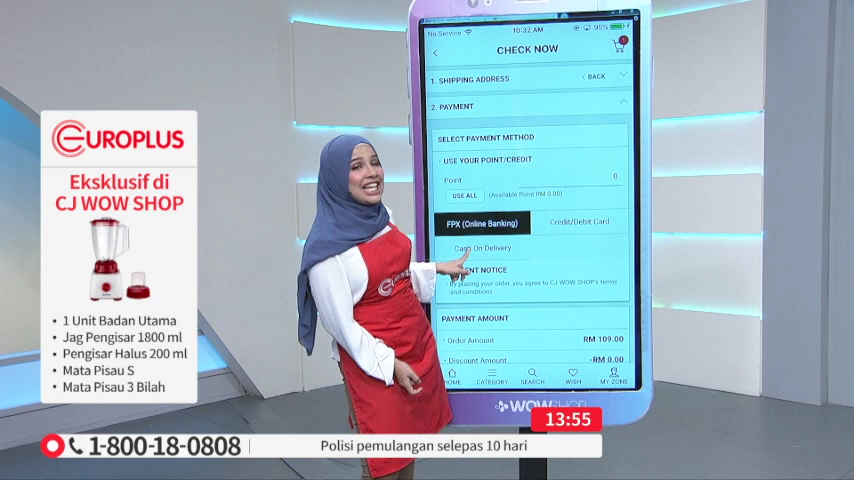 No Service
10:32 AM
95%
CHECK NOW
1. SHIPPING ADDRESS
BACK
2. PAYMENT
SELECT PAYMENT METHOD
• USE YOUR POINT/CREDIT
Point
0
USE ALL
(Available Point RM 0.00)
FPX (Online Banking)
Credit/Debit Card
Cash On Delivery
NOTICE
• By placing your order, you agree to CJ WOW SHOP's terms
and conditions
PAYMENT AMOUNT
• Order Amount
RM 109.00
• Discount Amount
-RM 0.00
HOME
CATEGORY
SEARCH
WISH
MY ZONE
WOWSHOP
EUROPLUS
Eksklusif di
CJ WOW SHOP
• 1 Unit Badan Utama
• Jag Pengisar 1800 ml
• Pengisar Halus 200 ml
• Mata Pisau S
• Mata Pisau 3 Bilah
13:55
1-800-18-0808
Polisi pemulangan selepas 10 hari